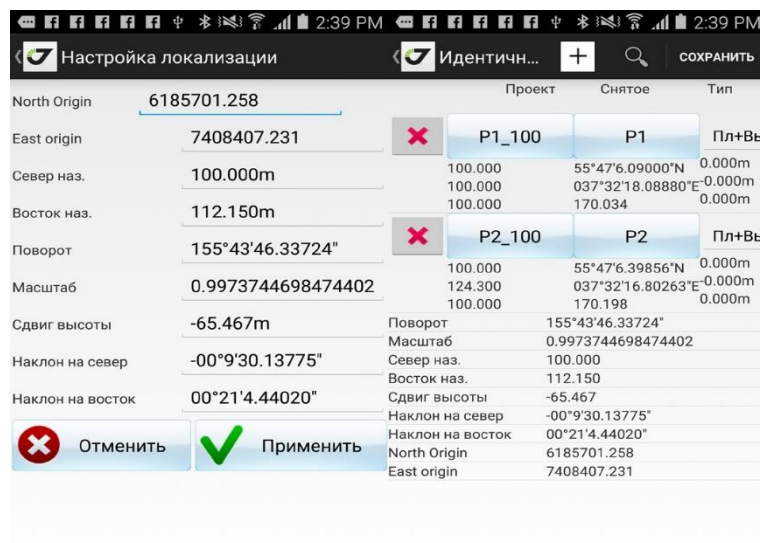 2:39 PM
Настройка локализации
North Origin 6185701.258
East origin 7408407.231
Север наз. 100.000m
Восток наз. 112.150m
Поворот 155°43'46.33724"
Масштаб 0.9973744698474402
Сдвиг высоты -65.467m
Наклон на север -00°9'30.13775"
Наклон на восток 00°21'4.44020"
Отменить Применить
2:39 PM
Идентичн... + СОХРАНИТЬ
Проект Снятое Тип
P1_100 P1 Пл+Вы
100.000 55°47'6.09000"N 0.000m
100.000 037°32'18.08880"E -0.000m
100.000 170.034 0.000m
P2_100 P2 Пл+Вы
100.000 55°47'6.39856"N 0.000m
124.300 037°32'16.80263"E -0.000m
100.000 170.198 0.000m
Поворот 155°43'46.33724"
Масштаб 0.9973744698474402
Север наз. 100.000
Восток наз. 112.150
Сдвиг высоты -65.467
Наклон на север -00°9'30.13775"
Наклон на восток 00°21'4.44020"
North Origin 6185701.258
East origin 7408407.231